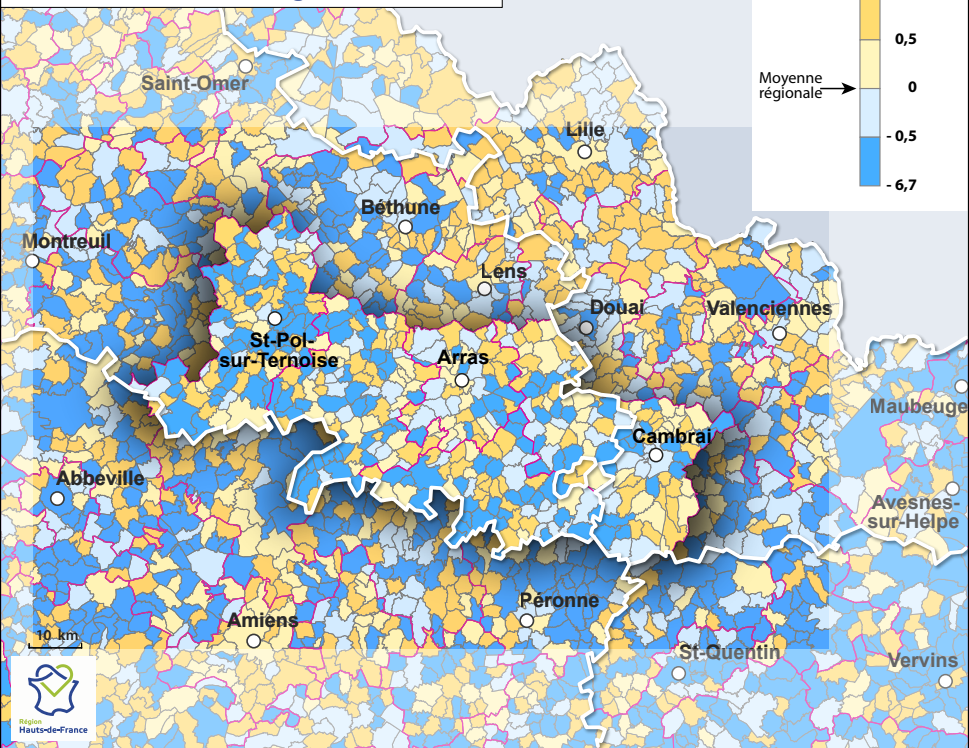 0,5
Moyenne
régionale
0
- 0,5
- 6,7
Saint-Omer
Lille
Béthune
Montreuil
Lens
Douai
Valenciennes
St-Pol-
sur-Ternoise
Arras
Maubeuge
Cambrai
Abbeville
Avesnes-
sur-Helpe
Péronne
Amiens
10 km
St-Quentin
Vervins
Région
Hauts-de-France